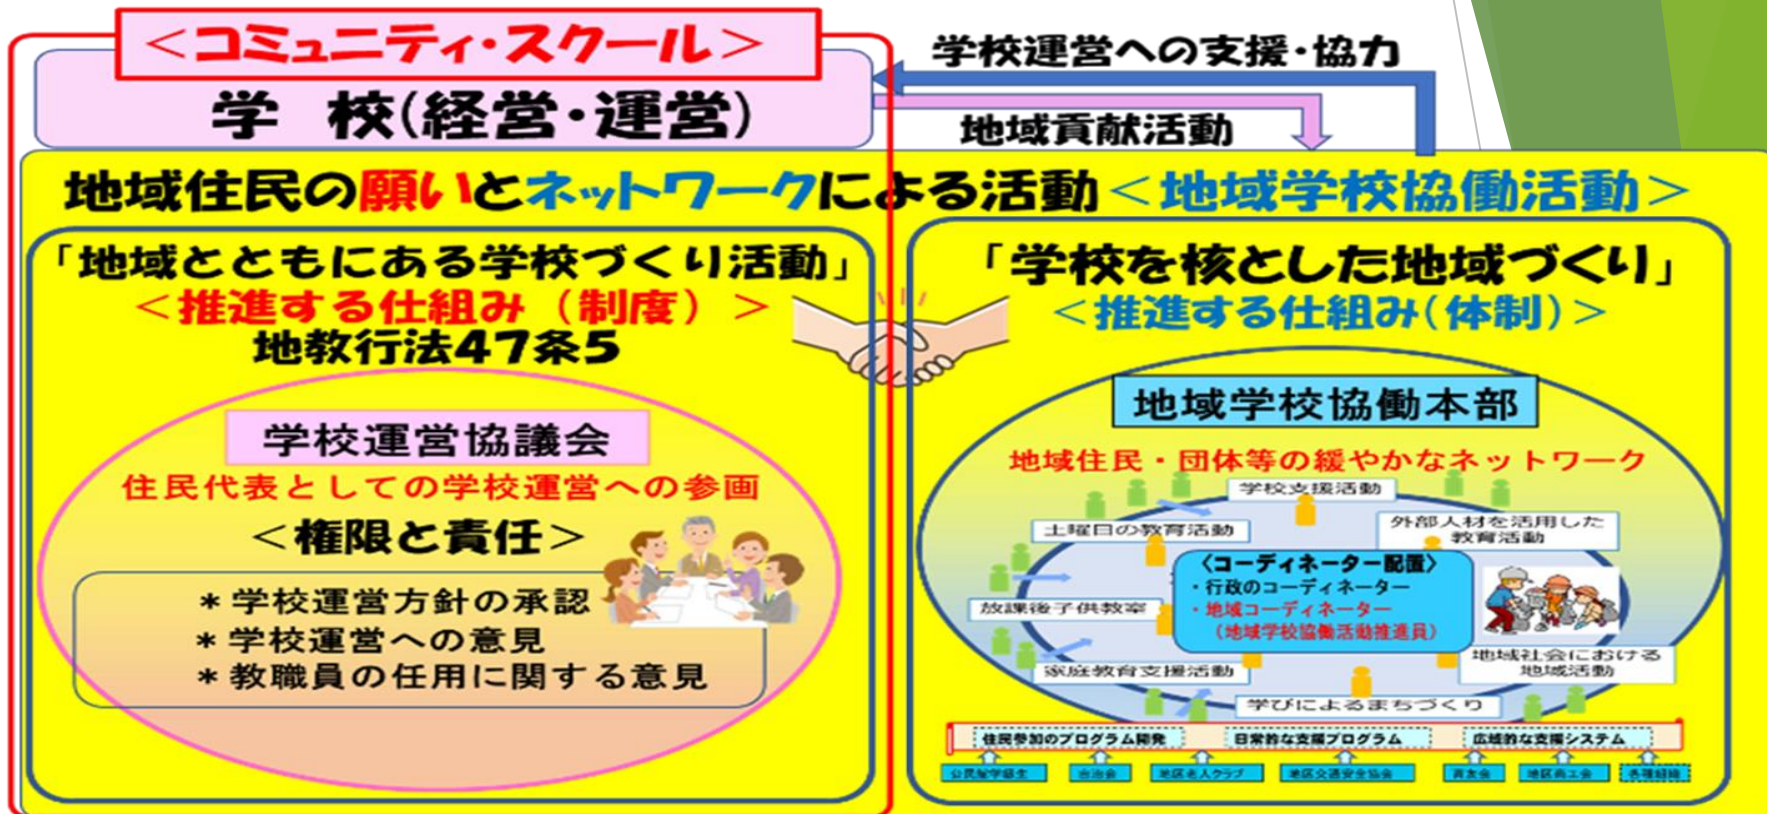 <コミュニティ・スクール>
学 校(経営・運営)
学校運営への支援・協力
地域貢献活動
地域住民の願いとネットワークによる活動<地域学校協働活動>
「地域とともにある学校づくり活動」
<推進する仕組み（制度）>
地教行法47条5
学校運営協議会
住民代表としての学校運営への参画
<権限と責任>
*学校運営方針の承認
*学校運営への意見
*教職員の任用に関する意見
「学校を核とした地域づくり」
<推進する仕組み(体制)>
地域学校協働本部
地域住民・団体等の緩やかなネットワーク
学校支援活動
土曜日の教育活動
外部人材を活用した
教育活動
〈コーディネーター配置〉
・行政のコーディネーター
・地域コーディネーター
（地域学校協働活動推進員）
放課後子供教室
家庭教育支援活動
地域社会における
地域活動
学びによるまちづくり
住民参加のプログラム開発
日常的な支援プログラム
広域的な支援システム
公民館学級生
自治会
地区老人クラブ
地区交通安全協会
地区商工会
各種組織